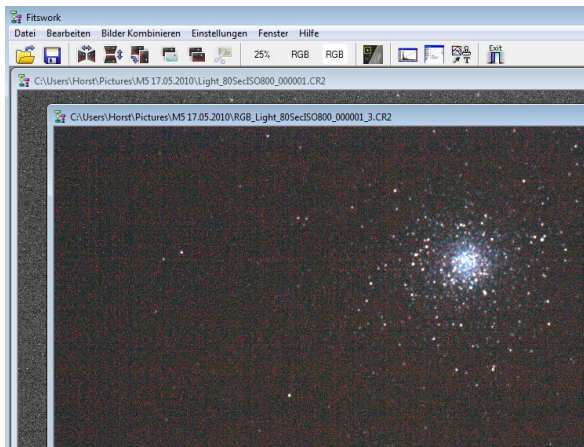 Fitswork
Datei Bearbeiten Bilder Kombinieren Einstellungen Fenster Hilfe
25% RGB RGB Exit
C:\Users\Horst\Pictures\M5 17.05.2010\Light_80SecISO800_000001.CR2
C:\Users\Horst\Pictures\M5 17.05.2010\RGB_Light_80SecISO800_000001_3.CR2